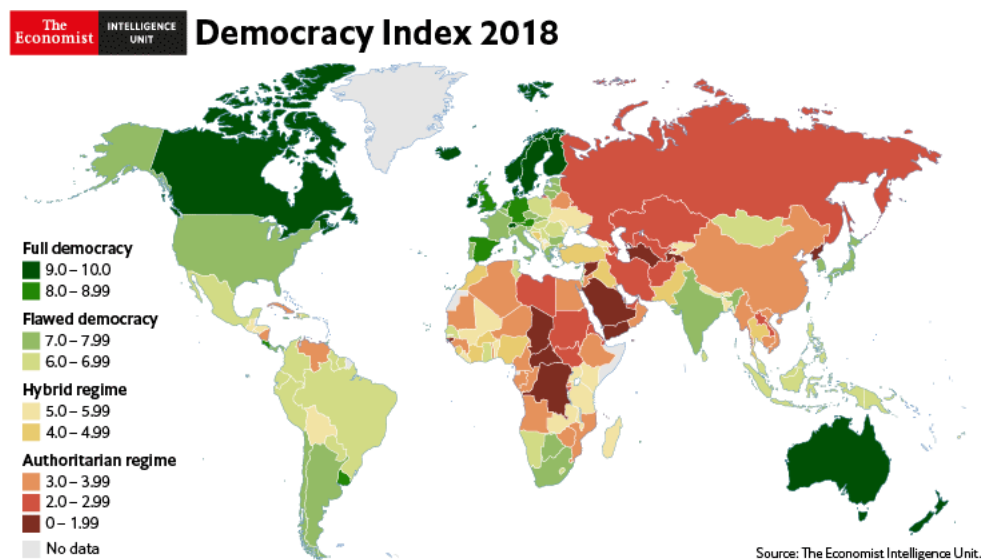 The
Economist
INTELLIGENCE
UNIT
Democracy Index 2018
Full democracy
9.0 – 10.0
8.0 – 8.99
Flawed democracy
7.0 – 7.99
6.0 – 6.99
Hybrid regime
5.0 – 5.99
4.0 – 4.99
Authoritarian regime
3.0 – 3.99
2.0 – 2.99
0 – 1.99
No data
Source: The Economist Intelligence Unit.